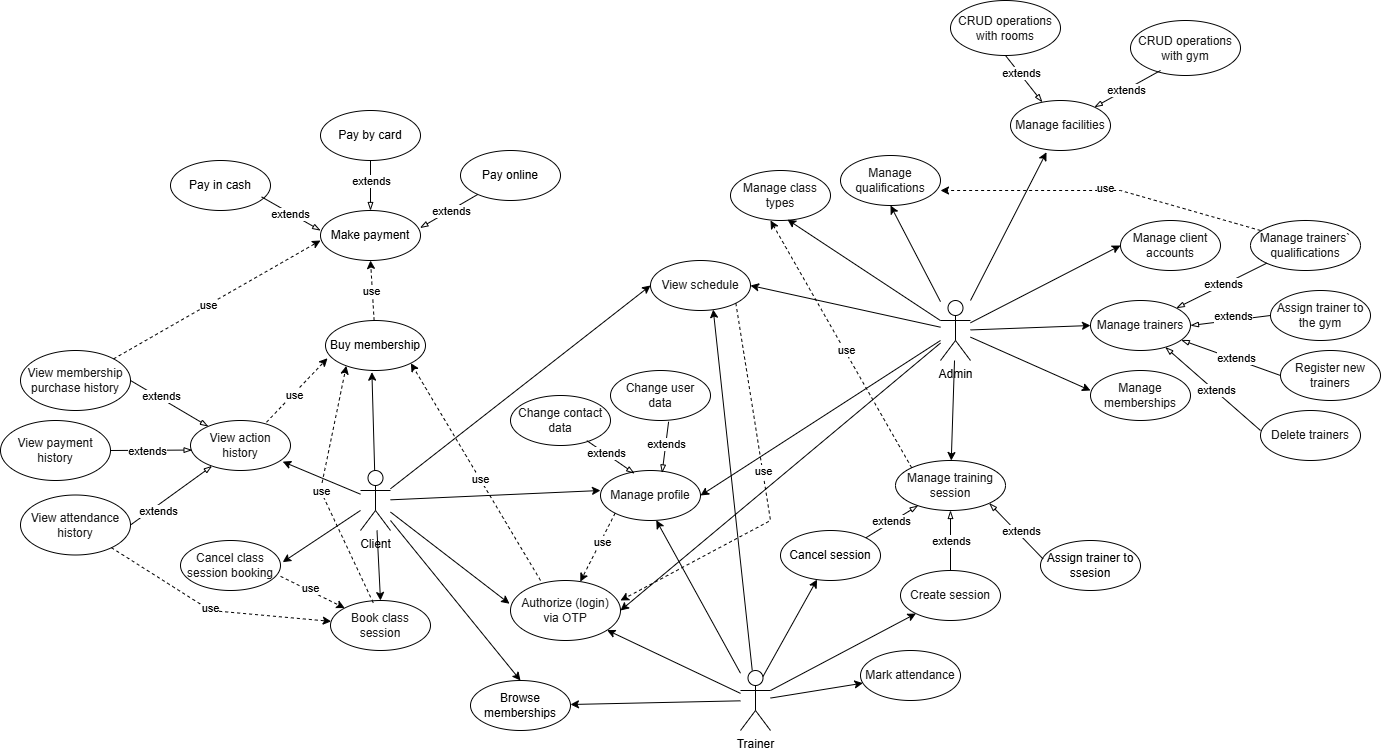 CRUD operations
with rooms
CRUD operations
with gym
extends
extends
Manage facilities
Pay by card
Pay in cash
Pay online
extends
extends
extends
Make payment
Manage class
types
Manage
qualifications
use
Manage client
accounts
Manage trainers`
qualifications
use
use
View schedule
extends
Assign trainer to
the gym
extends
Manage trainers
Buy membership
use
Admin
extends
Register new
trainers
View membership
purchase history
extends
use
Change user
data
Manage
memberships
extends
Change contact
data
extends
extends
Delete trainers
View payment
history
extends
View action
history
use
use
use
Manage profile
Manage training
session
View attendance
history
extends
Client
use
extends
extends
extends
Cancel session
Assign trainer to
ssesion
Cancel class
session booking
use
use
Book class
session
Authorize (login)
via OTP
Create session
Mark attendance
Browse
memberships
Trainer